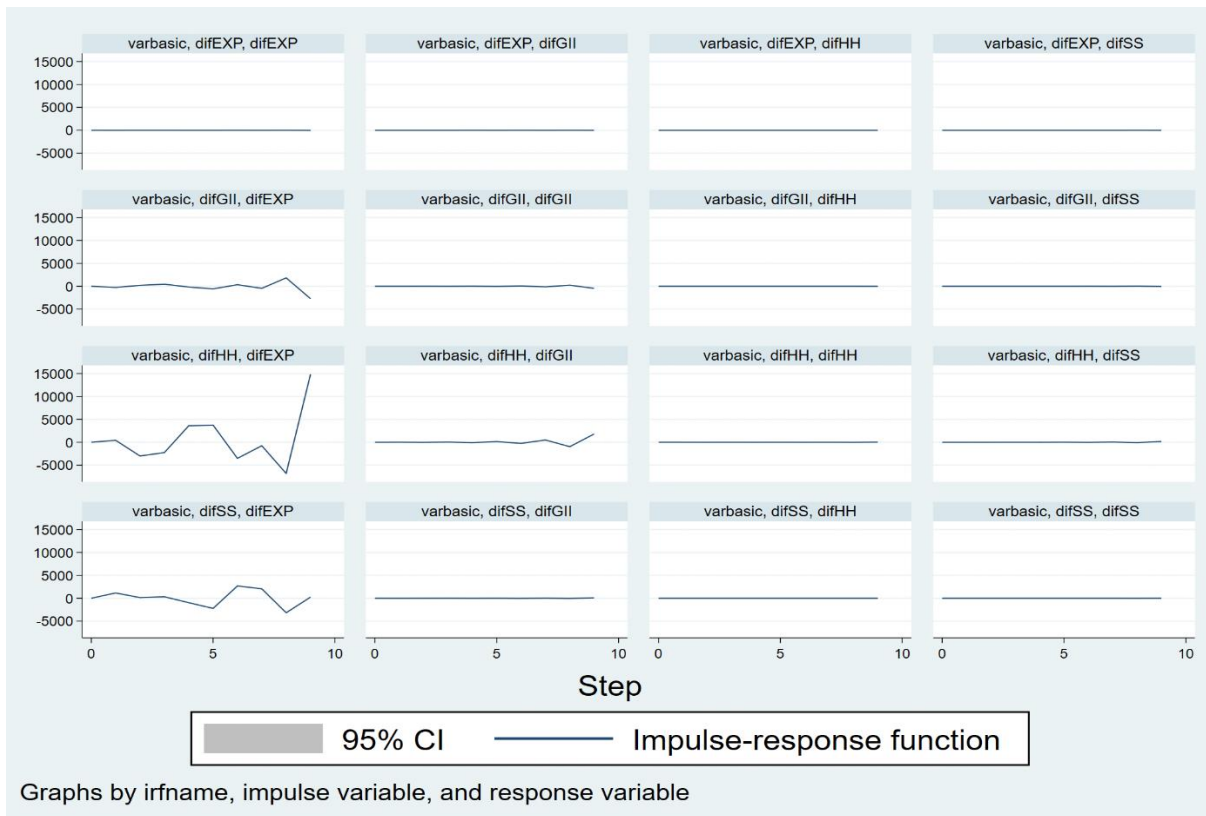 varbasic, difEXP, difEXP varbasic, difEXP, difGII varbasic, difEXP, difHH varbasic, difEXP, difSS
15000
10000
5000
0
-5000
varbasic, difGII, difEXP varbasic, difGII, difGII varbasic, difGII, difHH varbasic, difGII, difSS
15000
10000
5000
0
-5000
varbasic, difHH, difEXP varbasic, difHH, difGII varbasic, difHH, difHH varbasic, difHH, difSS
15000
10000
5000
0
-5000
varbasic, difSS, difEXP varbasic, difSS, difGII varbasic, difSS, difHH varbasic, difSS, difSS
15000
10000
5000
0
-5000
0 5 10 0 5 10 0 5 10 0 5 10
Step
95% CI Impulse-response function
Graphs by irfname, impulse variable, and response variable